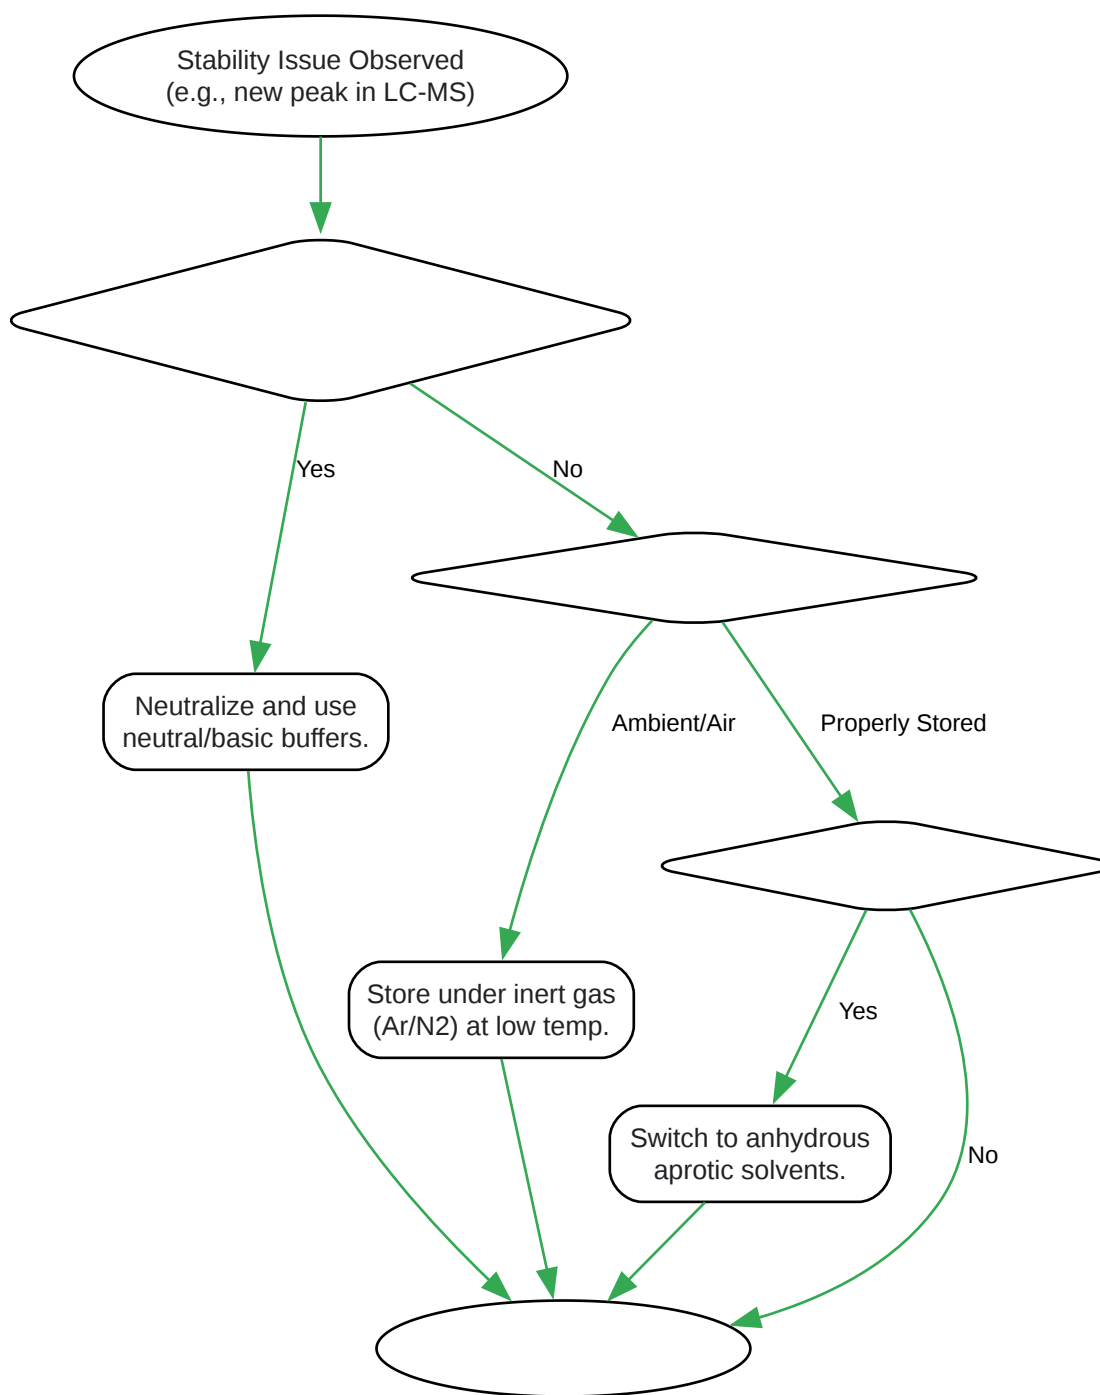 Stability Issue Observed
(e.g., new peak in LC-MS)
Yes
No
Neutralize and use
neutral/basic buffers.
Ambient/Air
Properly Stored
Store under inert gas
(Ar/N2) at low temp.
Yes
Switch to anhydrous
aprotic solvents.
No